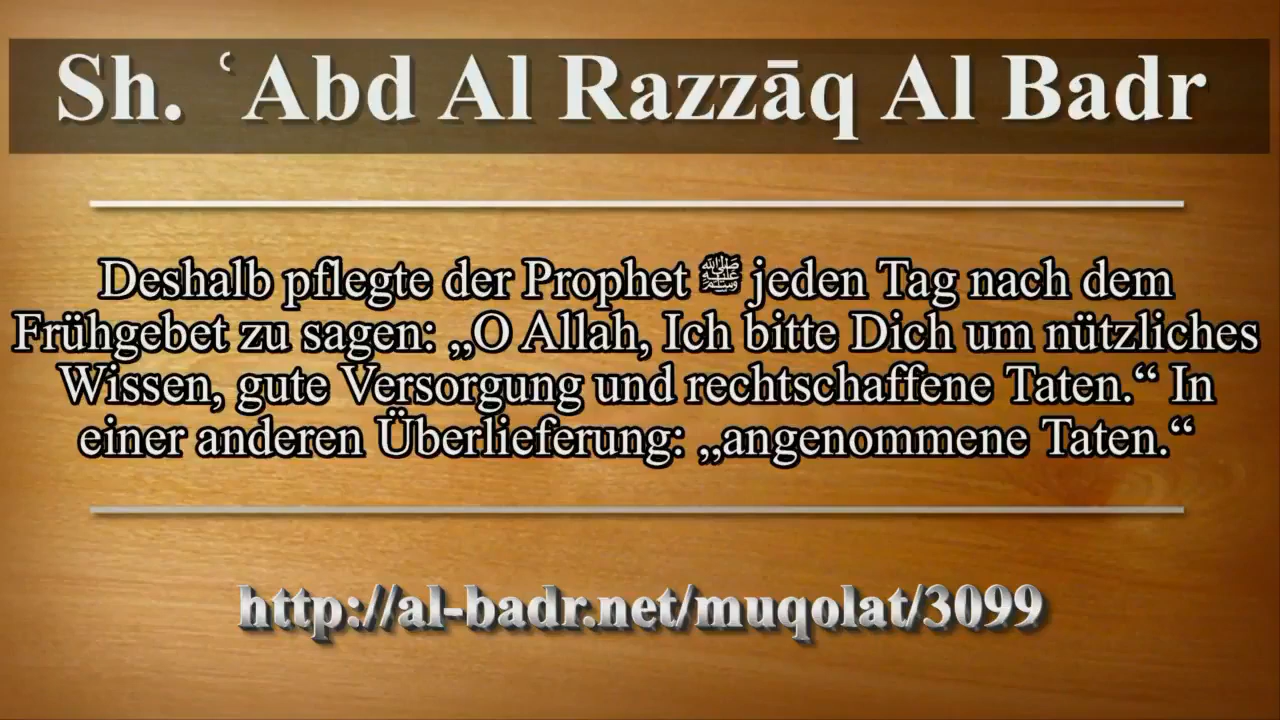 Sh. ʿAbd Al Razzāq Al Badr
Deshalb pflegte der Prophet ﷺ jeden Tag nach dem
Frühgebet zu sagen: „O Allah, Ich bitte Dich um nützliches
Wissen, gute Versorgung und rechtschaffene Taten.“ In
einer anderen Überlieferung: „angenommene Taten.“
http://al-badr.net/muqolat/3099